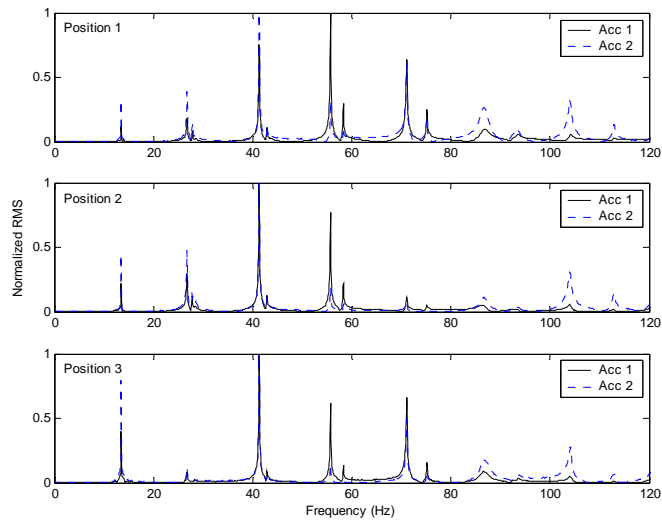 Position 1
Acc 1
Acc 2
1
0.5
0
0 20 40 60 80 100 120
Position 2
Acc 1
Acc 2
1
0.5
0
0 20 40 60 80 100 120
Normalized RMS
Position 3
Acc 1
Acc 2
1
0.5
0
0 20 40 60 80 100 120
Frequency (Hz)